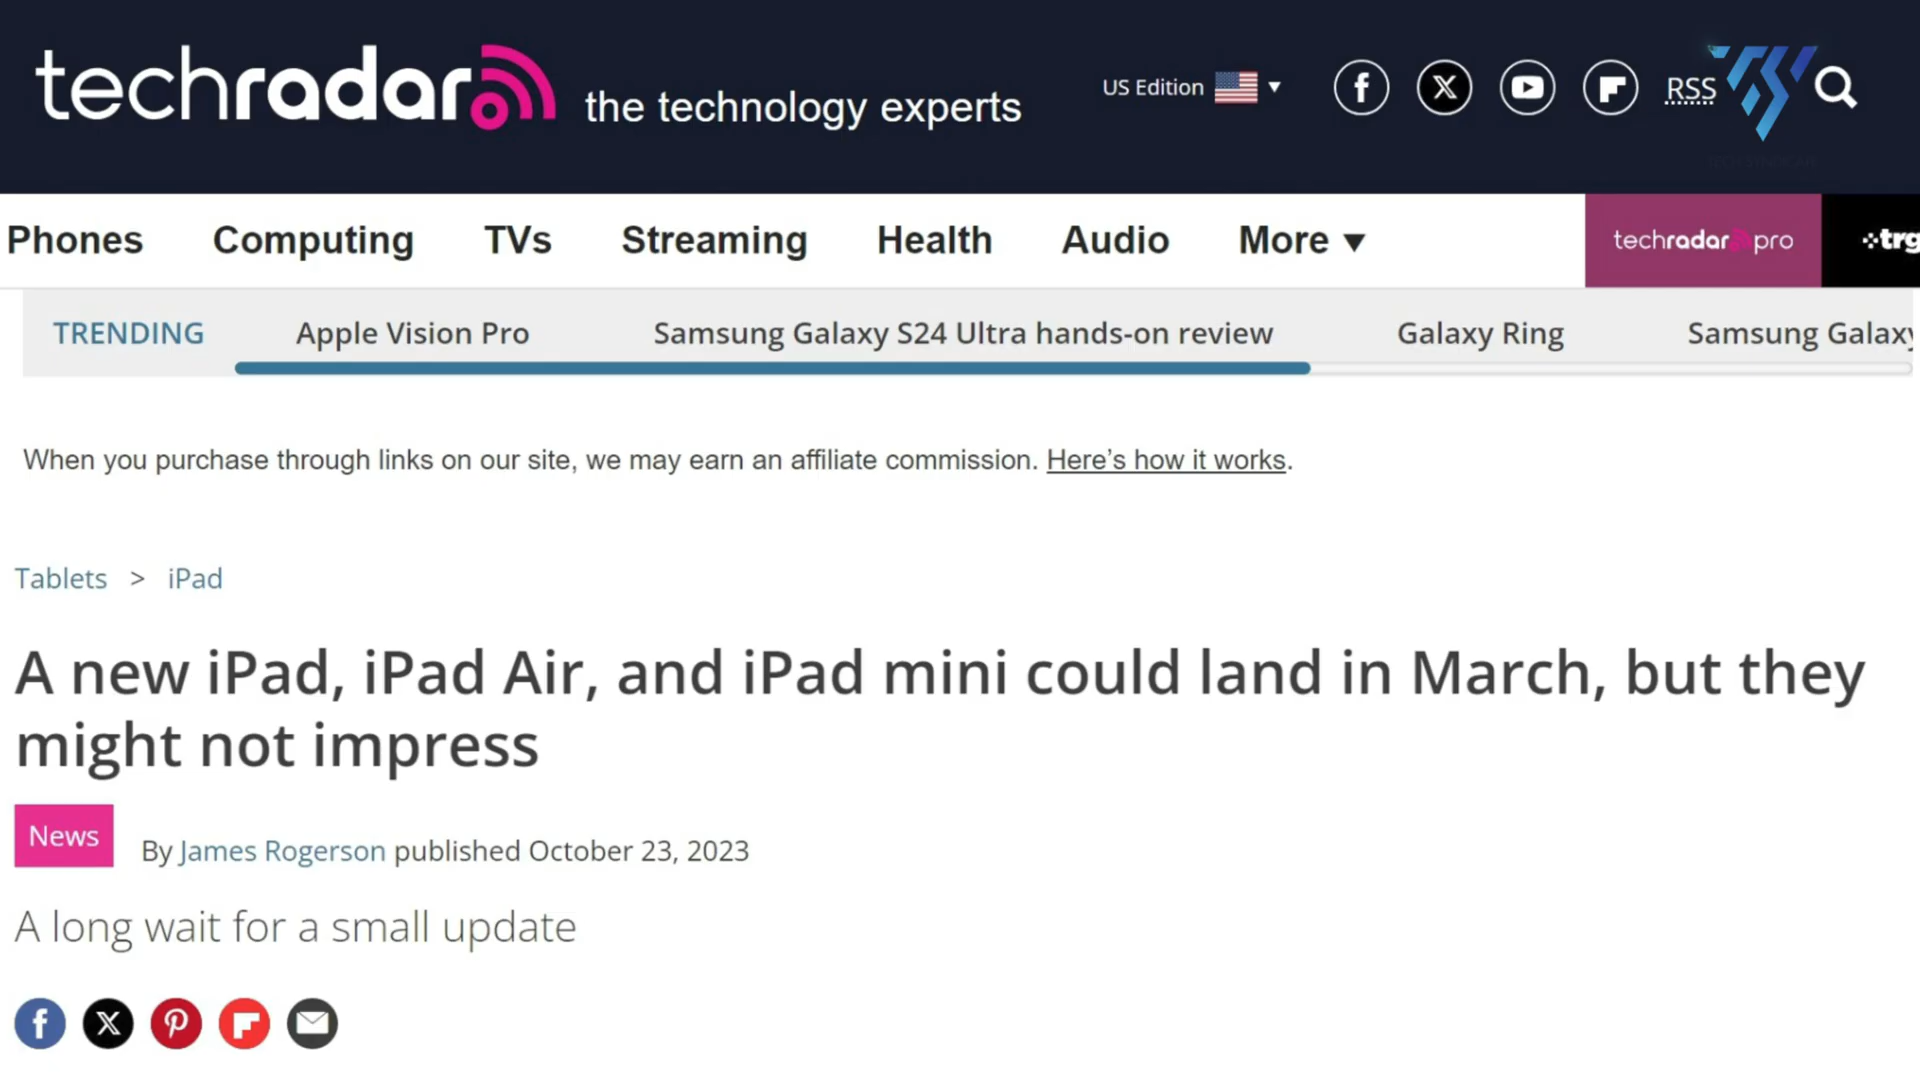 techradar the technology experts
US Edition
RSS
Phones Computing TVs Streaming Health Audio More
techradar pro
trg
TRENDING Apple Vision Pro Samsung Galaxy S24 Ultra hands-on review Galaxy Ring Samsung Galaxy
When you purchase through links on our site, we may earn an affiliate commission. Here’s how it works.
Tablets > iPad
A new iPad, iPad Air, and iPad mini could land in March, but they
might not impress
News
By James Rogerson published October 23, 2023
A long wait for a small update